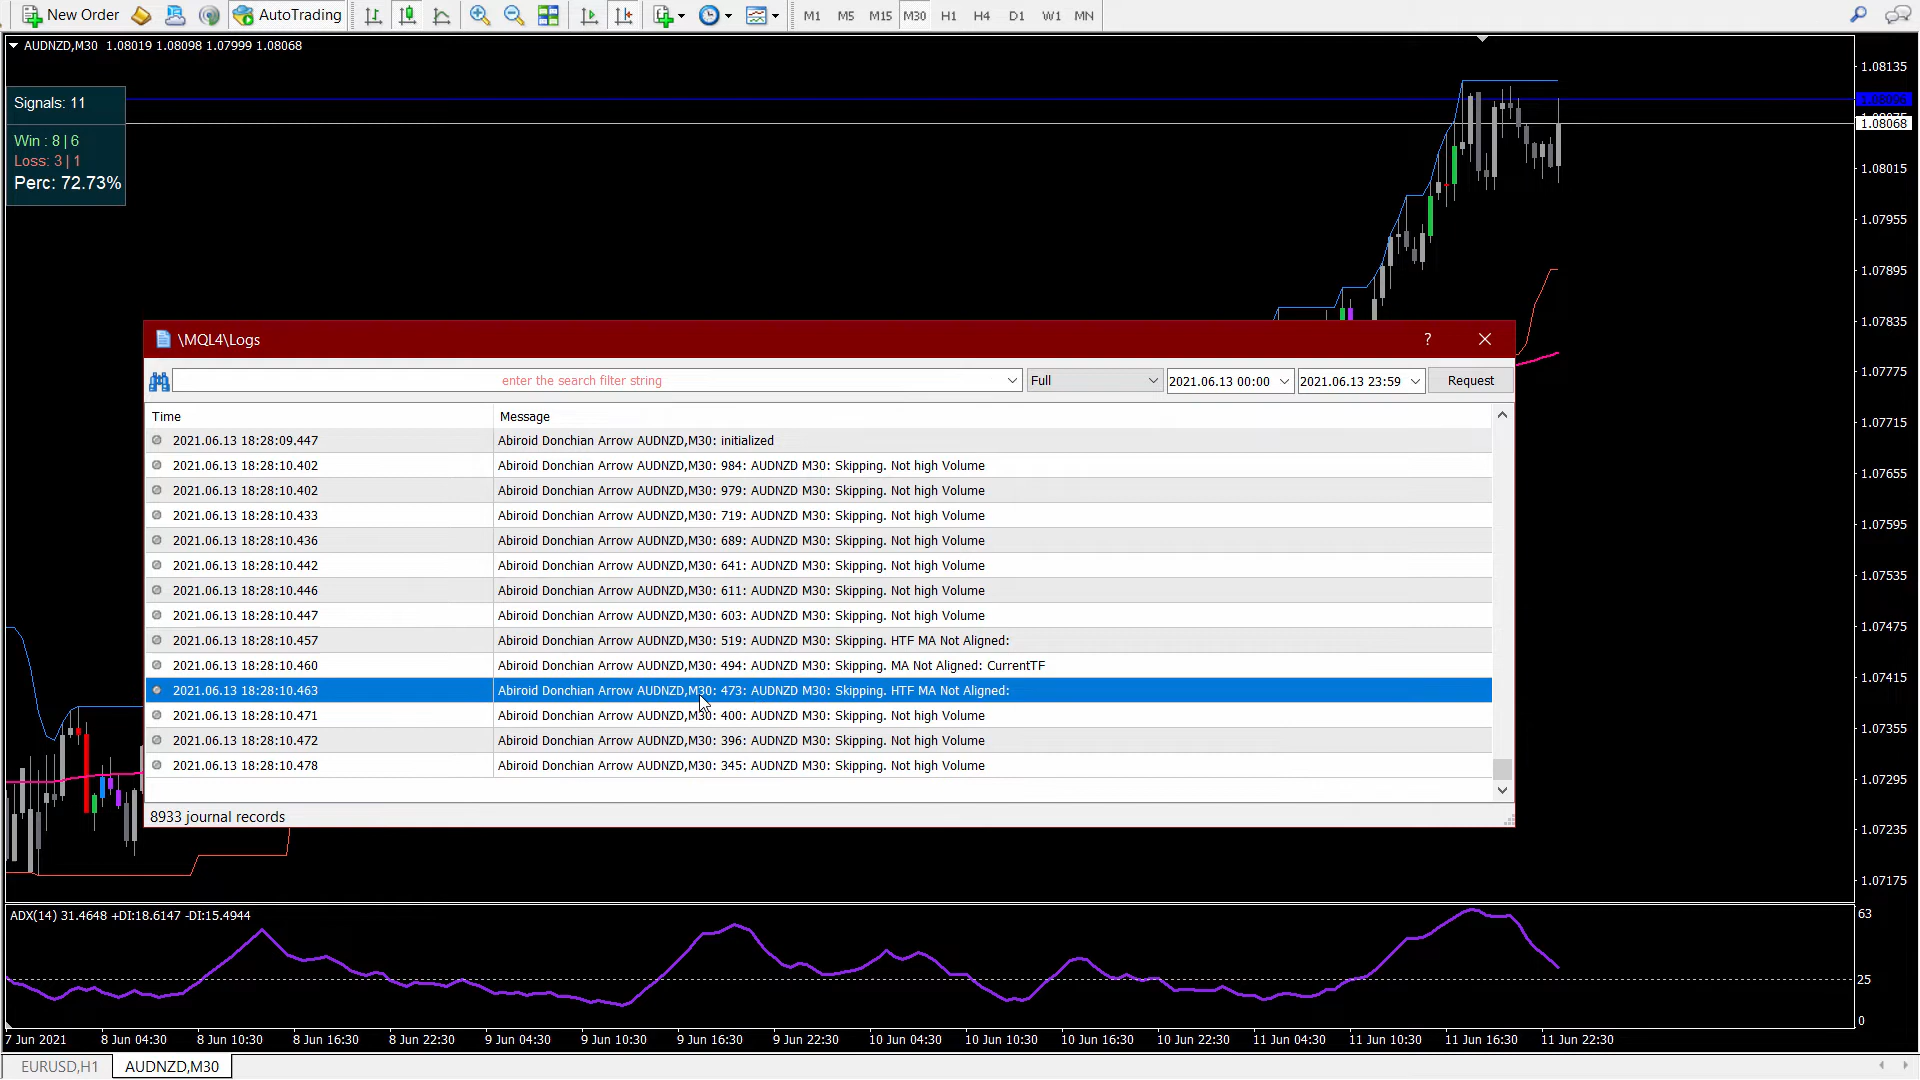 New Order AutoTrading M1 M5 M15 M30 H1 H4 D1 W1 MN
AUDNZD,M30 1.08019 1.08098 1.07999 1.08068
Signals: 11
Win : 8 | 6
Loss: 3 | 1
Perc: 72.73%
1.08135
1.08068
1.08015
1.07955
1.07895
1.07835
1.07775
1.07715
1.07655
1.07595
1.07535
1.07475
1.07415
1.07355
1.07295
1.07235
1.07175
\MQL4\Logs ?
enter the search filter string Full 2021.06.13 00:00 2021.06.13 23:59 Request
Time Message
2021.06.13 18:28:09.447 Abiroid Donchian Arrow AUDNZD,M30: initialized
2021.06.13 18:28:10.402 Abiroid Donchian Arrow AUDNZD,M30: 984: AUDNZD M30: Skipping. Not high Volume
2021.06.13 18:28:10.402 Abiroid Donchian Arrow AUDNZD,M30: 979: AUDNZD M30: Skipping. Not high Volume
2021.06.13 18:28:10.433 Abiroid Donchian Arrow AUDNZD,M30: 719: AUDNZD M30: Skipping. Not high Volume
2021.06.13 18:28:10.436 Abiroid Donchian Arrow AUDNZD,M30: 689: AUDNZD M30: Skipping. Not high Volume
2021.06.13 18:28:10.442 Abiroid Donchian Arrow AUDNZD,M30: 641: AUDNZD M30: Skipping. Not high Volume
2021.06.13 18:28:10.446 Abiroid Donchian Arrow AUDNZD,M30: 611: AUDNZD M30: Skipping. Not high Volume
2021.06.13 18:28:10.447 Abiroid Donchian Arrow AUDNZD,M30: 603: AUDNZD M30: Skipping. Not high Volume
2021.06.13 18:28:10.457 Abiroid Donchian Arrow AUDNZD,M30: 519: AUDNZD M30: Skipping. HTF MA Not Aligned:
2021.06.13 18:28:10.460 Abiroid Donchian Arrow AUDNZD,M30: 494: AUDNZD M30: Skipping. MA Not Aligned: CurrentTF
2021.06.13 18:28:10.463 Abiroid Donchian Arrow AUDNZD,M30: 473: AUDNZD M30: Skipping. HTF MA Not Aligned:
2021.06.13 18:28:10.471 Abiroid Donchian Arrow AUDNZD,M30: 400: AUDNZD M30: Skipping. Not high Volume
2021.06.13 18:28:10.472 Abiroid Donchian Arrow AUDNZD,M30: 396: AUDNZD M30: Skipping. Not high Volume
2021.06.13 18:28:10.478 Abiroid Donchian Arrow AUDNZD,M30: 345: AUDNZD M30: Skipping. Not high Volume
8933 journal records
ADX(14) 31.4648 +DI:18.6147 -DI:15.4944
63
25
0
7 Jun 2021 8 Jun 04:30 8 Jun 10:30 8 Jun 16:30 8 Jun 22:30 9 Jun 04:30 9 Jun 10:30 9 Jun 16:30 9 Jun 22:30 10 Jun 04:30 10 Jun 10:30 10 Jun 16:30 10 Jun 22:30 11 Jun 04:30 11 Jun 10:30 11 Jun 16:30 11 Jun 22:30
EURUSD,H1 AUDNZD,M30